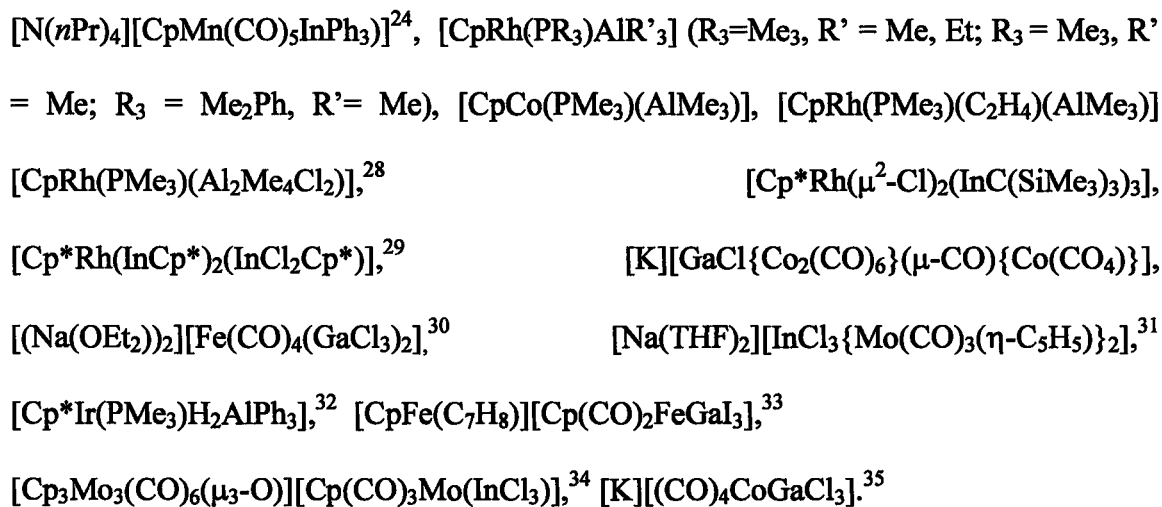 [N(nPr)₄][CpMn(CO)₅InPh₃)]²⁴, [CpRh(PR₃)AlR’₃] (R₃=Me₃, R’ = Me, Et; R₃ = Me₃, R’
= Me; R₃ = Me₂Ph, R’= Me), [CpCo(PMe₃)(AlMe₃)], [CpRh(PMe₃)(C₂H₄)(AlMe₃)]
[CpRh(PMe₃)(Al₂Me₄Cl₂)],²⁸ [Cp*Rh(μ²-Cl)₂(InC(SiMe₃)₃)₃],
[Cp*Rh(InCp*)₂(InCl₂Cp*)],²⁹ [K][GaCl{Co₂(CO)₆}(μ-CO){Co(CO₄)}],
[(Na(OEt₂))₂][Fe(CO)₄(GaCl₃)₂],³⁰ [Na(THF)₂][InCl₃{Mo(CO)₃(η-C₅H₅)}₂],³¹
[Cp*Ir(PMe₃)H₂AlPh₃],³² [CpFe(C₇H₈)][Cp(CO)₂FeGaI₃],³³
[Cp₃Mo₃(CO)₆(μ₃-O)][Cp(CO)₃Mo(InCl₃)],³⁴ [K][(CO)₄CoGaCl₃].³⁵